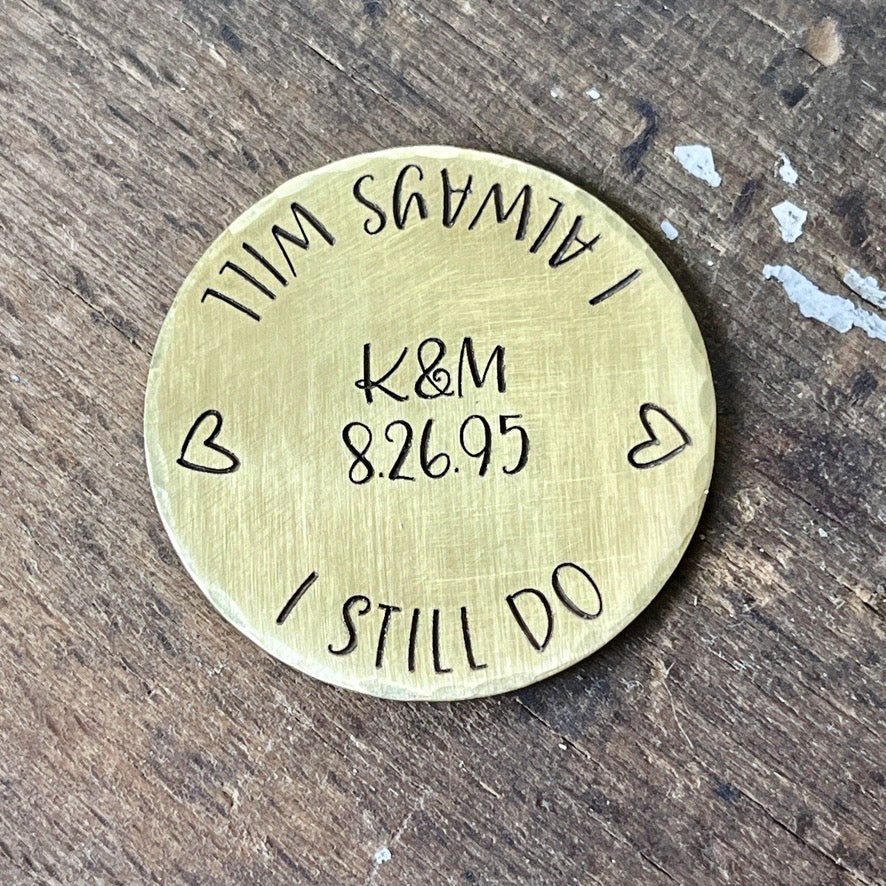 I ALWAYS WILL
K&M
8.26.95
I STILL DO